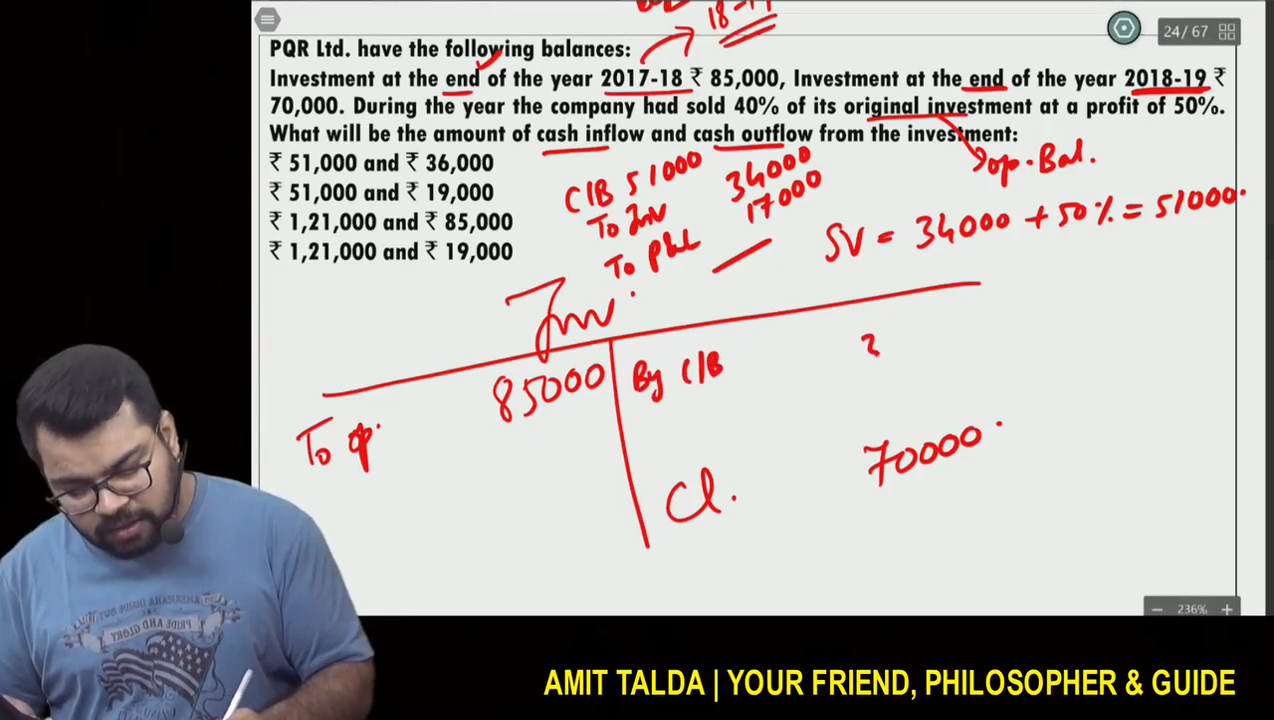 18-19
24/67
PQR Ltd. have the following balances:
Investment at the end of the year 2017-18 ₹ 85,000, Investment at the end of the year 2018-19 ₹
70,000. During the year the company had sold 40% of its original investment at a profit of 50%.
What will be the amount of cash inflow and cash outflow from the investment:
₹ 51,000 and ₹ 36,000
₹ 51,000 and ₹ 19,000
₹ 1,21,000 and ₹ 85,000
₹ 1,21,000 and ₹ 19,000
op. Bal.
C/B 51000
To Inv 34000
To P&L 17000
SV = 34000 + 50% = 51000.
Inv.
To op. 85000
By C/B ?
Cl. 70000.
236%
AMIT TALDA | YOUR FRIEND, PHILOSOPHER & GUIDE